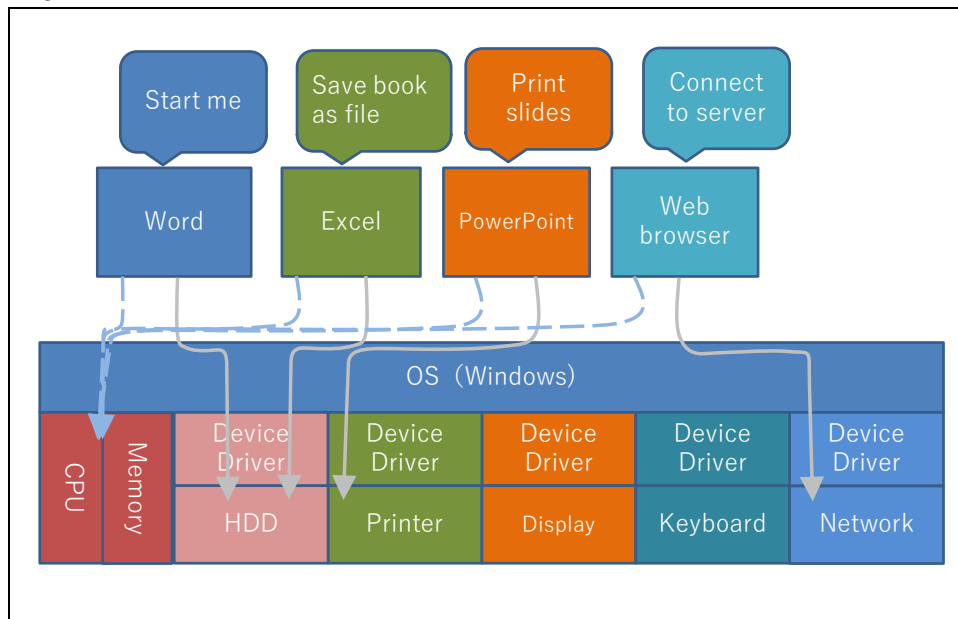 Start me
Save book
as file
Print
slides
Connect
to server
Word
Excel
PowerPoint
Web
browser
OS（Windows）
CPU
Memory
Device
Driver
Device
Driver
Device
Driver
Device
Driver
Device
Driver
HDD
Printer
Display
Keyboard
Network